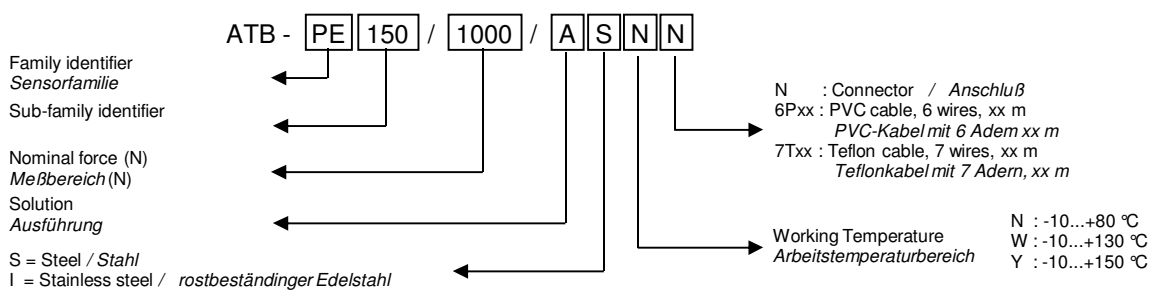 ATB - PE 150 / 1000 / A S N N
Family identifier
Sensorfamilie
Sub-family identifier
Nominal force (N)
Meßbereich (N)
Solution
Ausführung
S = Steel / Stahl
I = Stainless steel / rostbeständinger Edelstahl
N : Connector / Anschluß
6Pxx : PVC cable, 6 wires, xx m
PVC-Kabel mit 6 Adern xx m
7Txx : Teflon cable, 7 wires, xx m
Teflonkabel mit 7 Adern, xx m
Working Temperature
Arbeitstemperaturbereich
N : -10...+80 °C
W : -10...+130 °C
Y : -10...+150 °C